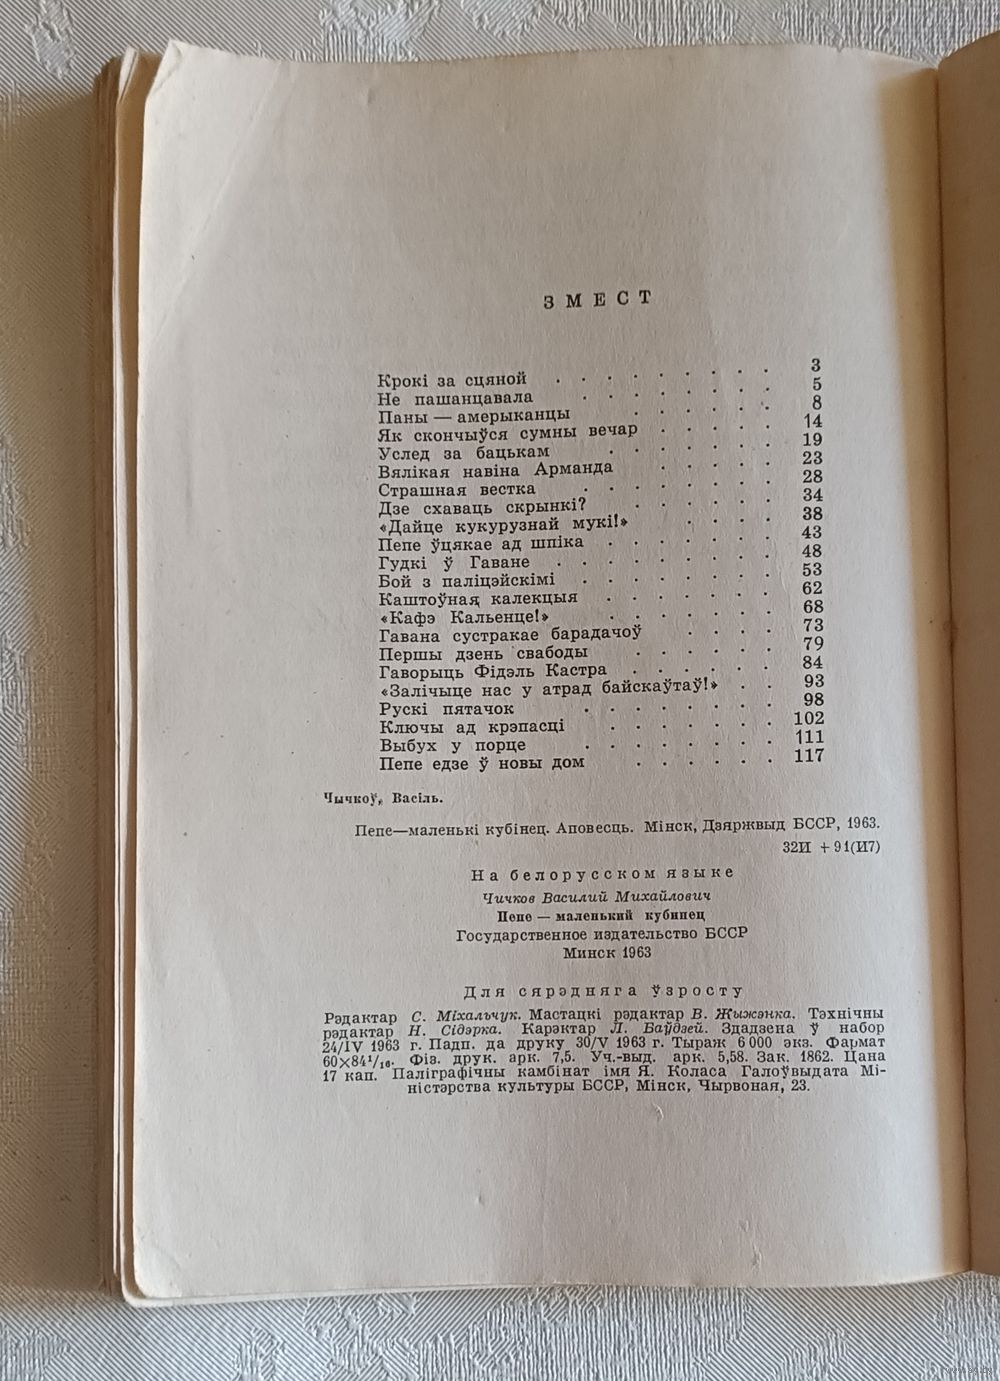 ЗМЕСТ
Крокі за сцяной . . . . . . . . . 3
Не пашанцавала . . . . . . . . 5
Паны — амерыканцы . . . . . . 8
Як скончыўся сумны вечар . . . . . 14
Услед за бацькам . . . . . . . 19
Вялікая навіна Арманда . . . . . 23
Страшная вестка . . . . . . . . 28
Дзе схаваць скрынкі? . . . . . . 34
«Дайце кукурузнай мукі!» . . . . 38
Пепе ўцякае ад шпіка . . . . . . . 43
Гудкі ў Гаване . . . . . . . . . 48
Бой з паліцэйскімі . . . . . . . . 53
Каштоўная калекцыя . . . . . . . 62
«Кафэ Кальенце!» . . . . . . . 68
Гавана сустракае барадачоў . . . . 73
Першы дзень свабоды . . . . . . 79
Гаворыць Фідэль Кастра . . . . . . 84
«Залічыце нас у атрад байскаўтаў!» . . 93
Рускі пятачок . . . . . . . . 98
Ключы ад крэпасці . . . . . . . 102
Выбух у порце . . . . . . . . 111
Пепе едзе ў новы дом . . . . . . 117
Чычкоў, Васіль.
Пепе—маленькі кубінец. Аповесць. Мінск, Дзяржвыд БССР, 1963.
32И + 91(И7)
На белорусском языке
Чичков Василий Михайлович
Пепе — маленький кубинец
Государственное издательство БССР
Минск 1963
Для сярэдняга ўзросту
Рэдактар С. Міхальчук. Мастацкі рэдактар В. Жыжэнка. Тэхнічны
рэдактар Н. Сідэрка. Карэктар Л. Баўдзей. Здадзена ў набор
24/IV 1963 г. Падп. да друку 30/V 1963 г. Тыраж 6 000 экз. Фармат
60×84¹/₁₆. Фіз. друк. арк. 7,5. Уч.-выд. арк. 5,58. Зак. 1862. Цана
17 кап. Паліграфічны камбінат імя Я. Коласа Галоўвыдата Мі-
ністэрства культуры БССР, Мінск, Чырвоная, 23.